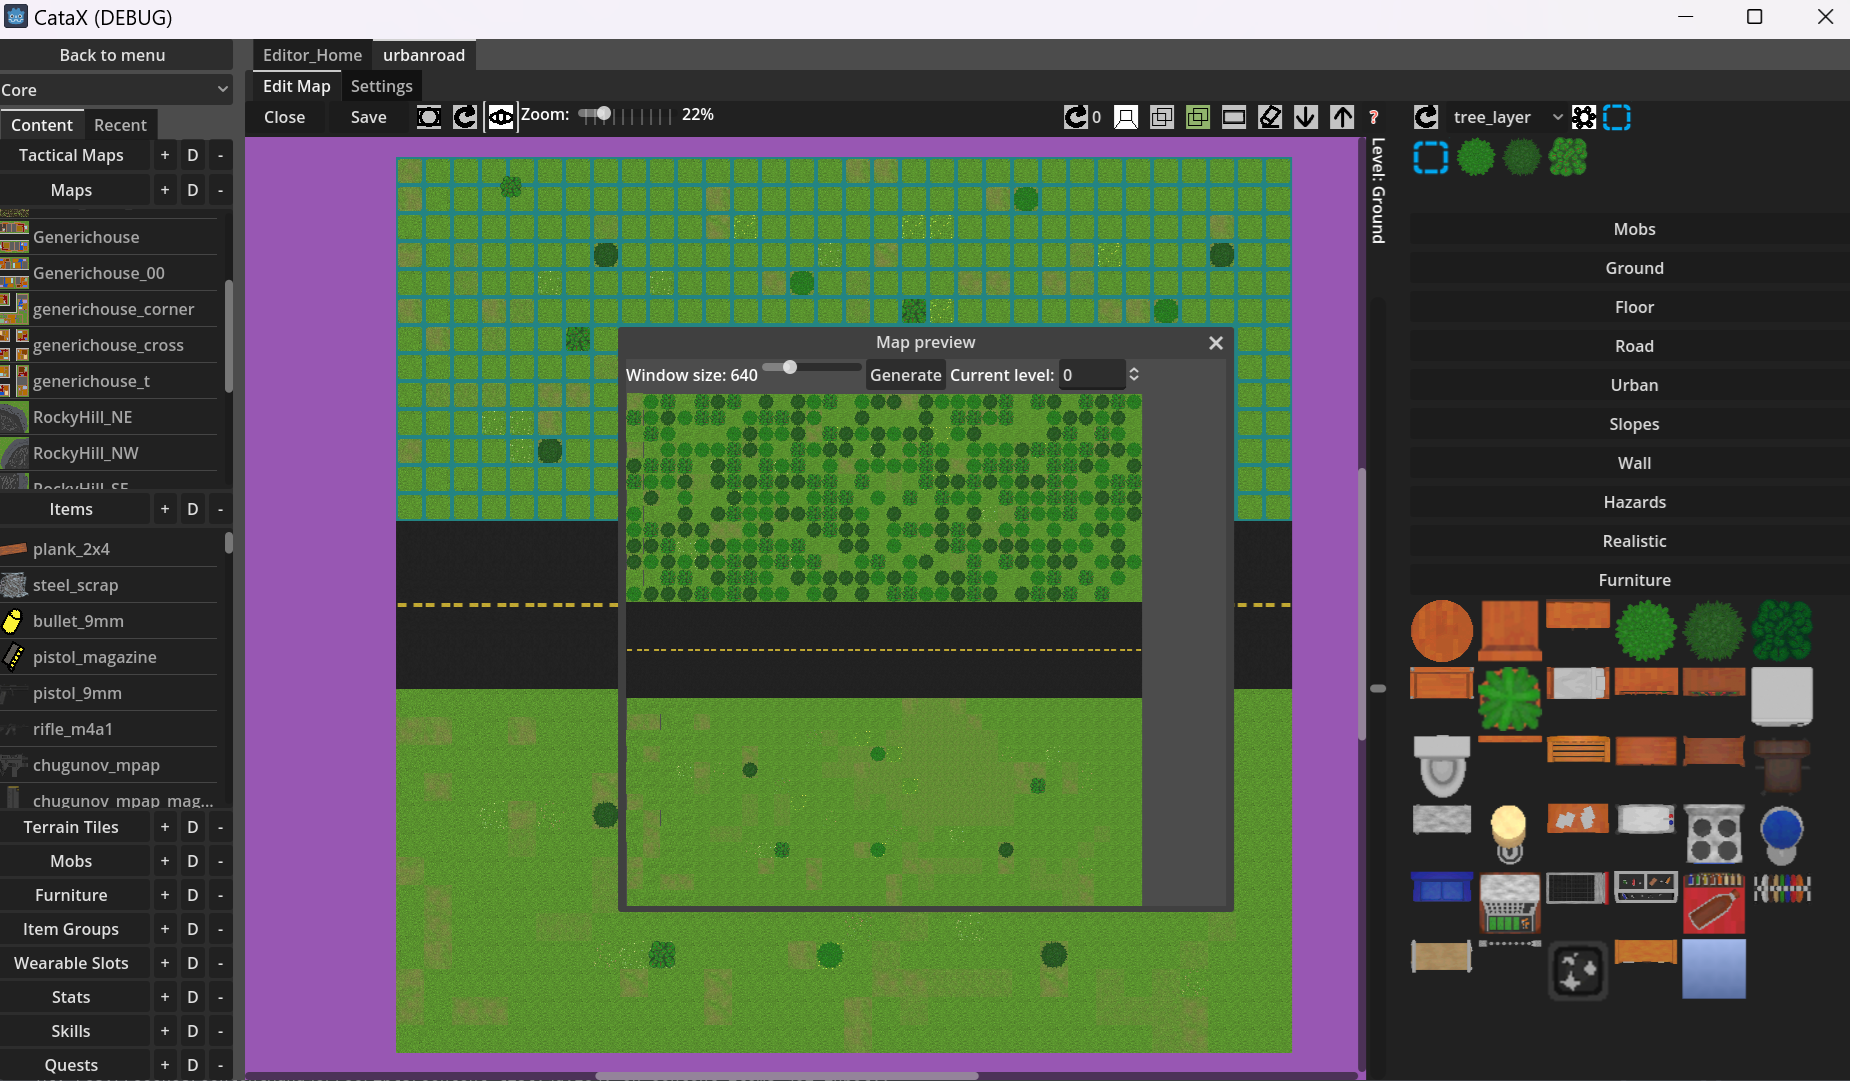 CataX (DEBUG)
Back to menu
Editor_Home
urbanroad
Core
Edit Map
Settings
Content
Recent
Close
Save
Zoom:
22%
0
?
tree_layer
Tactical Maps + D -
Maps + D -
Generichouse
Generichouse_00
generichouse_corner
generichouse_cross
generichouse_t
RockyHill_NE
RockyHill_NW
RockyHill_SE
Items + D -
plank_2x4
steel_scrap
bullet_9mm
pistol_magazine
pistol_9mm
rifle_m4a1
chugunov_mpap
chugunov_mpap_mag...
Terrain Tiles + D -
Mobs + D -
Furniture + D -
Item Groups + D -
Wearable Slots + D -
Stats + D -
Skills + D -
Quests + D -
Map preview
Window size: 640
Generate
Current level: 0
Level: Ground
Mobs
Ground
Floor
Road
Urban
Slopes
Wall
Hazards
Realistic
Furniture